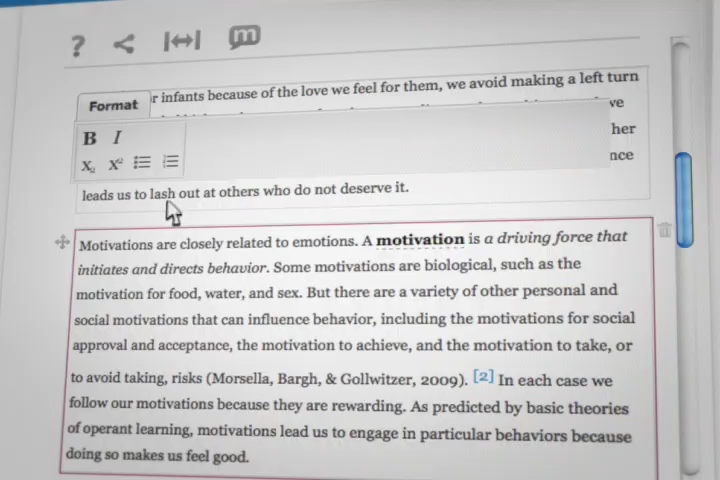 ?
m
Format
r infants because of the love we feel for them, we avoid making a left turn
ve
B I
her
X₂ X²
nce
leads us to lash out at others who do not deserve it.
Motivations are closely related to emotions. A motivation is a driving force that
initiates and directs behavior. Some motivations are biological, such as the
motivation for food, water, and sex. But there are a variety of other personal and
social motivations that can influence behavior, including the motivations for social
approval and acceptance, the motivation to achieve, and the motivation to take, or
to avoid taking, risks (Morsella, Bargh, & Gollwitzer, 2009). [2] In each case we
follow our motivations because they are rewarding. As predicted by basic theories
of operant learning, motivations lead us to engage in particular behaviors because
doing so makes us feel good.